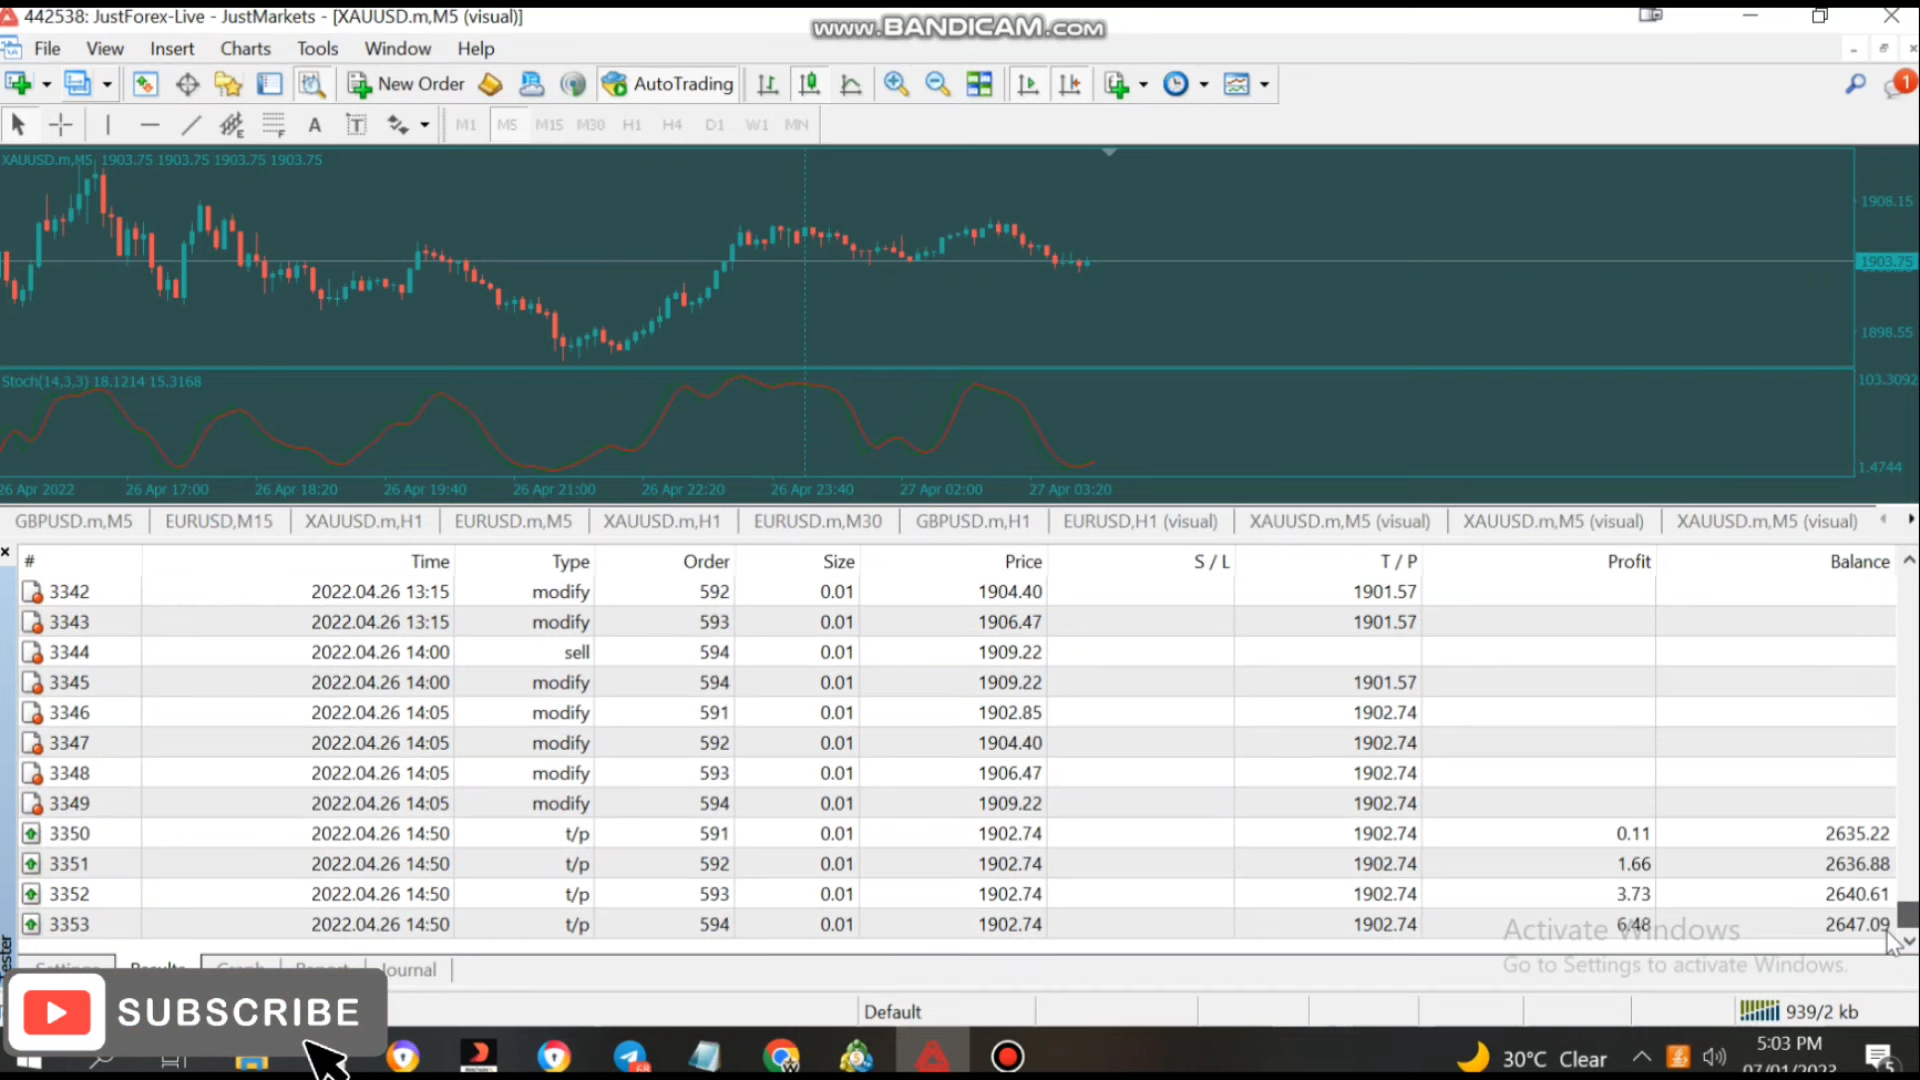 442538: JustForex-Live - JustMarkets - [XAUUSD.m,M5 (visual)]
www.BANDICAM.com
File View Insert Charts Tools Window Help
New Order AutoTrading 1
E F A T M1 M5 M15 M30 H1 H4 D1 W1 MN
XAUUSD.m,M5 1903.75 1903.75 1903.75 1903.75
1908.15
1903.75
1898.55
Stoch(14,3,3) 18.1214 15.3168
103.3092
1.4744
26 Apr 2022 26 Apr 17:00 26 Apr 18:20 26 Apr 19:40 26 Apr 21:00 26 Apr 22:20 26 Apr 23:40 27 Apr 02:00 27 Apr 03:20
GBPUSD.m,M5 EURUSD,M15 XAUUSD.m,H1 EURUSD.m,M5 XAUUSD.m,H1 EURUSD.m,M30 GBPUSD.m,H1 EURUSD,H1 (visual) XAUUSD.m,M5 (visual) XAUUSD.m,M5 (visual) XAUUSD.m,M5 (visual)
# Time Type Order Size Price S / L T / P Profit Balance
3342 2022.04.26 13:15 modify 592 0.01 1904.40 1901.57
3343 2022.04.26 13:15 modify 593 0.01 1906.47 1901.57
3344 2022.04.26 14:00 sell 594 0.01 1909.22
3345 2022.04.26 14:00 modify 594 0.01 1909.22 1901.57
3346 2022.04.26 14:05 modify 591 0.01 1902.85 1902.74
3347 2022.04.26 14:05 modify 592 0.01 1904.40 1902.74
3348 2022.04.26 14:05 modify 593 0.01 1906.47 1902.74
3349 2022.04.26 14:05 modify 594 0.01 1909.22 1902.74
3350 2022.04.26 14:50 t/p 591 0.01 1902.74 1902.74 0.11 2635.22
3351 2022.04.26 14:50 t/p 592 0.01 1902.74 1902.74 1.66 2636.88
3352 2022.04.26 14:50 t/p 593 0.01 1902.74 1902.74 3.73 2640.61
3353 2022.04.26 14:50 t/p 594 0.01 1902.74 1902.74 6.48 2647.09
Activate Windows
Go to Settings to activate Windows.
Settings Results Graph Report Journal
SUBSCRIBE
Default 939/2 kb
30°C Clear 5:03 PM
07/01/2023